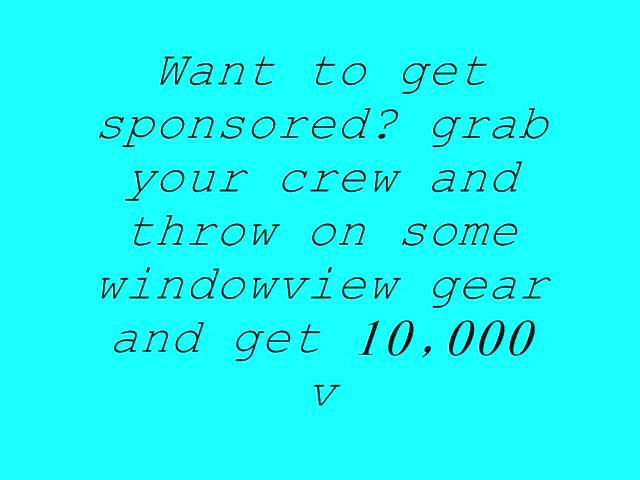 Want to get
sponsored? grab
your crew and
throw on some
windowview gear
and get 10,000
v